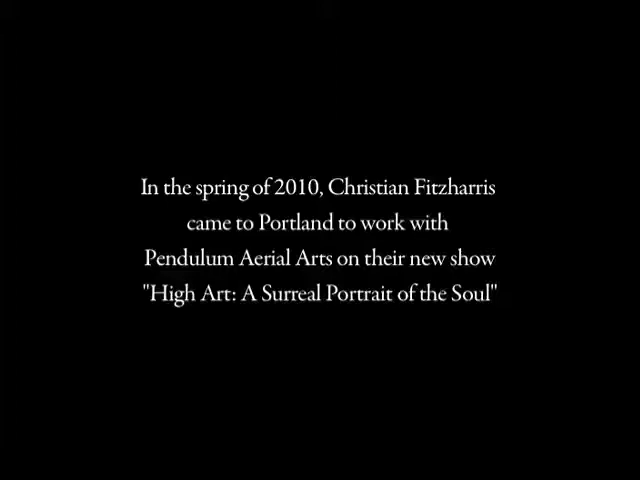 In the spring of 2010, Christian Fitzharris
came to Portland to work with
Pendulum Aerial Arts on their new show
"High Art: A Surreal Portrait of the Soul"